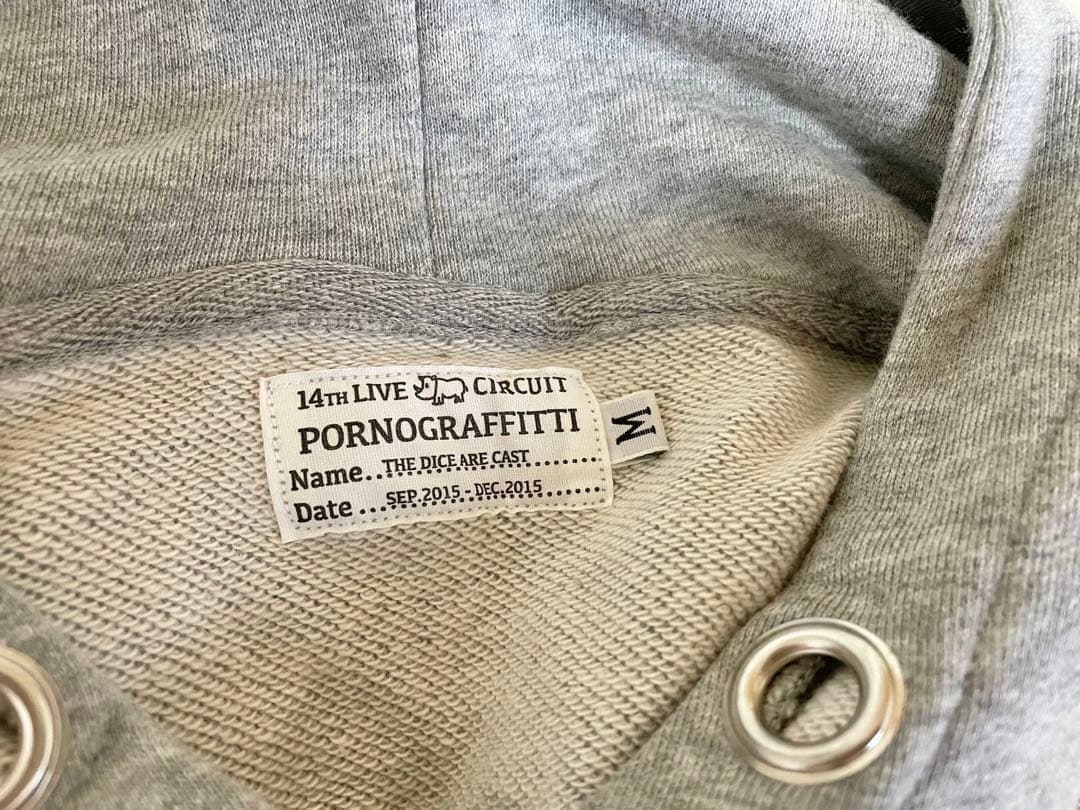 14TH LIVE CIRCUIT
PORNOGRAFFITTI
Name..THE DICE ARE CAST.......
Date ...SEP.2015 - DEC.2015......
M